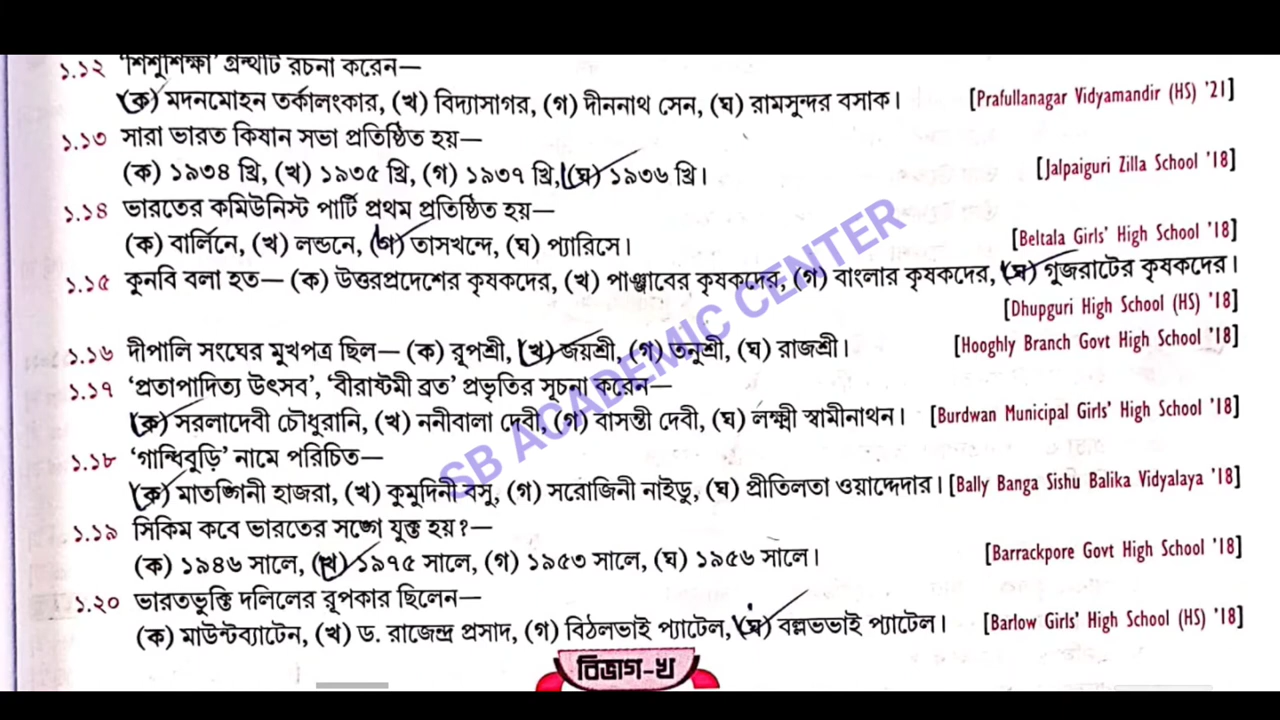 ১.১২ 'শিশুশিক্ষা' গ্রন্থটি রচনা করেন—
(ক) মদনমোহন তর্কালংকার, (খ) বিদ্যাসাগর, (গ) দীননাথ সেন, (ঘ) রামসুন্দর বসাক। [Prafullanagar Vidyamandir (HS) '21]
১.১৩ সারা ভারত কিষান সভা প্রতিষ্ঠিত হয়—
(ক) ১৯৩৪ খ্রি, (খ) ১৯৩৫ খ্রি, (গ) ১৯৩৭ খ্রি, (ঘ) ১৯৩৬ খ্রি। [Jalpaiguri Zilla School '18]
১.১৪ ভারতের কমিউনিস্ট পার্টি প্রথম প্রতিষ্ঠিত হয়—
(ক) বার্লিনে, (খ) লন্ডনে, (গ) তাসখন্দে, (ঘ) প্যারিসে। [Beltala Girls' High School '18]
১.১৫ কুনবি বলা হত— (ক) উত্তরপ্রদেশের কৃষকদের, (খ) পাঞ্জাবের কৃষকদের, (গ) বাংলার কৃষকদের, (ঘ) গুজরাটের কৃষকদের।
[Dhupguri High School (HS) '18]
১.১৬ দীপালি সংঘের মুখপত্র ছিল— (ক) রূপশ্রী, (খ) জয়শ্রী, (গ) তনুশ্রী, (ঘ) রাজশ্রী। [Hooghly Branch Govt High School '18]
১.১৭ 'প্রতাপাদিত্য উৎসব', 'বীরাষ্টমী ব্রত' প্রভৃতির সূচনা করেন—
(ক) সরলাদেবী চৌধুরানি, (খ) ননীবালা দেবী, (গ) বাসন্তী দেবী, (ঘ) লক্ষ্মী স্বামীনাথন। [Burdwan Municipal Girls' High School '18]
১.১৮ 'গান্ধিবুড়ি' নামে পরিচিত—
(ক) মাতঙ্গিনী হাজরা, (খ) কুমুদিনী বসু, (গ) সরোজিনী নাইডু, (ঘ) প্রীতিলতা ওয়াদ্দেদার। [Bally Banga Sishu Balika Vidyalaya '18]
১.১৯ সিকিম কবে ভারতের সঙ্গে যুক্ত হয়?—
(ক) ১৯৪৬ সালে, (খ) ১৯৭৫ সালে, (গ) ১৯৫৩ সালে, (ঘ) ১৯৫৬ সালে। [Barrackpore Govt High School '18]
১.২০ ভারতভুক্তি দলিলের রূপকার ছিলেন—
(ক) মাউন্টব্যাটেন, (খ) ড. রাজেন্দ্র প্রসাদ, (গ) বিঠলভাই প্যাটেল, (ঘ) বল্লভভাই প্যাটেল। [Barlow Girls' High School (HS) '18]
বিভাগ-খ
SB ACADEMIC CENTER